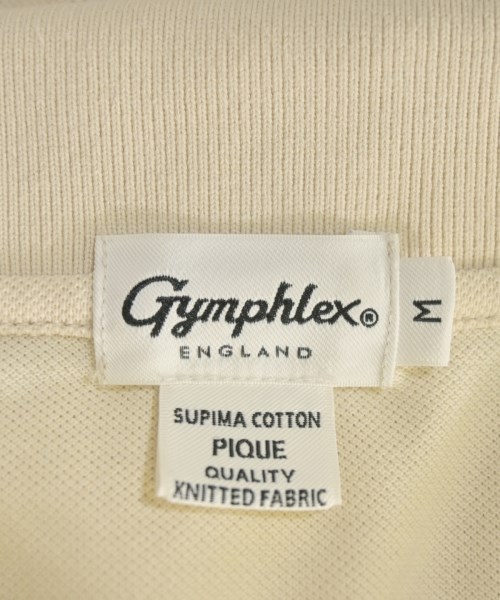 Gymphlex®
M
ENGLAND
SUPIMA COTTON
PIQUE
QUALITY
KNITTED FABRIC